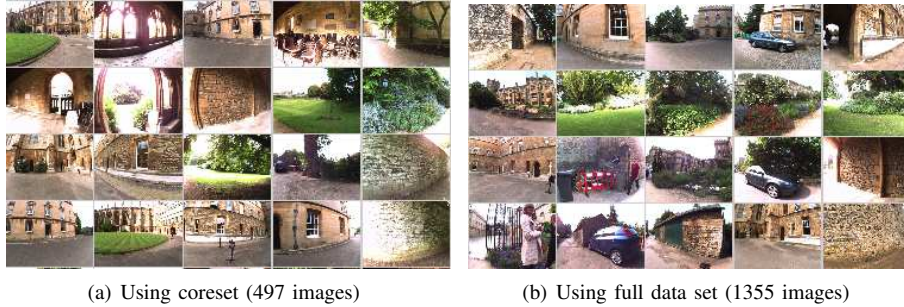 (a) Using coreset (497 images)
(b) Using full data set (1355 images)